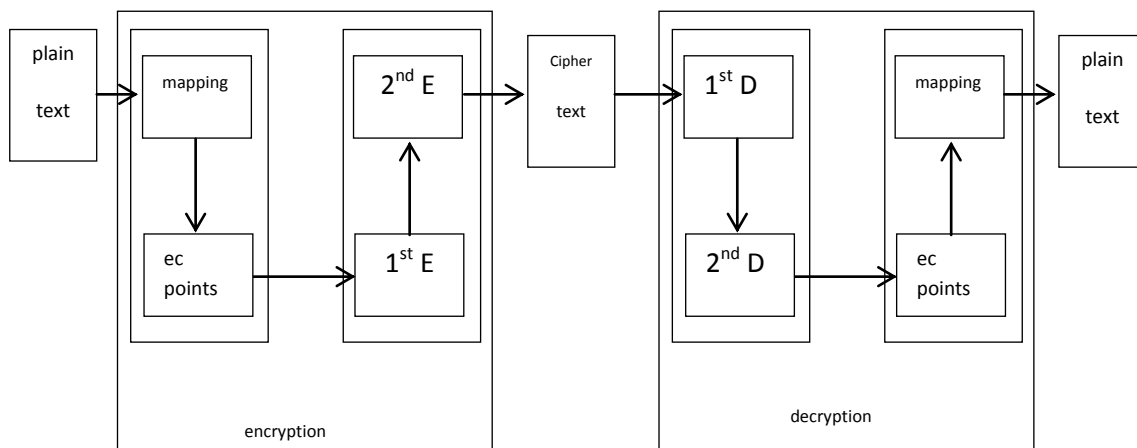 plain
text
mapping
ec
points
1st E
2nd E
encryption
Cipher
text
1st D
2nd D
ec
points
mapping
decryption
plain
text